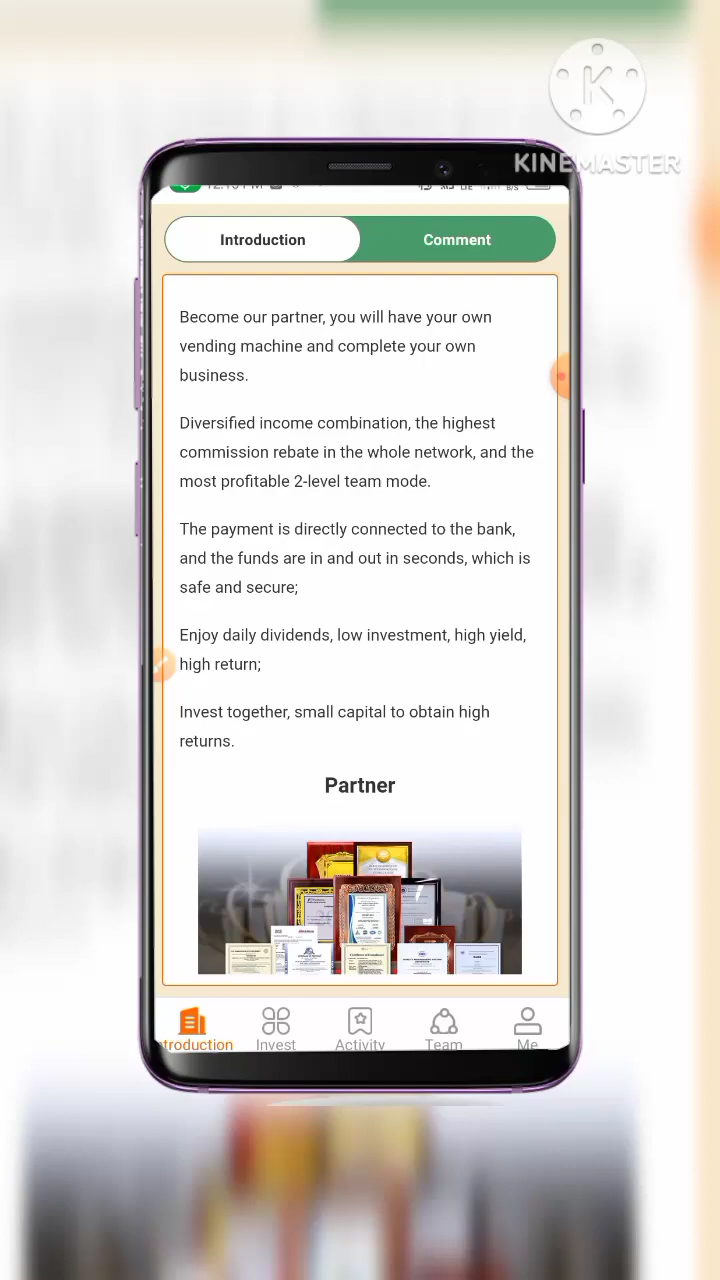 KINEMASTER
Introduction
Comment
Become our partner, you will have your own
vending machine and complete your own
business.
Diversified income combination, the highest
commission rebate in the whole network, and the
most profitable 2-level team mode.
The payment is directly connected to the bank,
and the funds are in and out in seconds, which is
safe and secure;
Enjoy daily dividends, low investment, high yield,
high return;
Invest together, small capital to obtain high
returns.
Partner
troduction
Invest
Activity
Team
Me